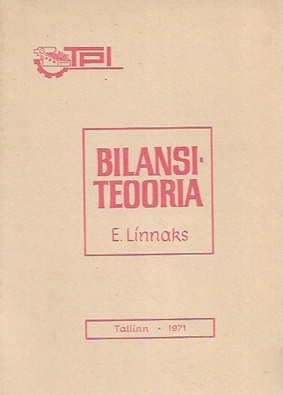 TPI
BILANSI-
TEOORIA
E. Linnaks
Tallinn • 1971